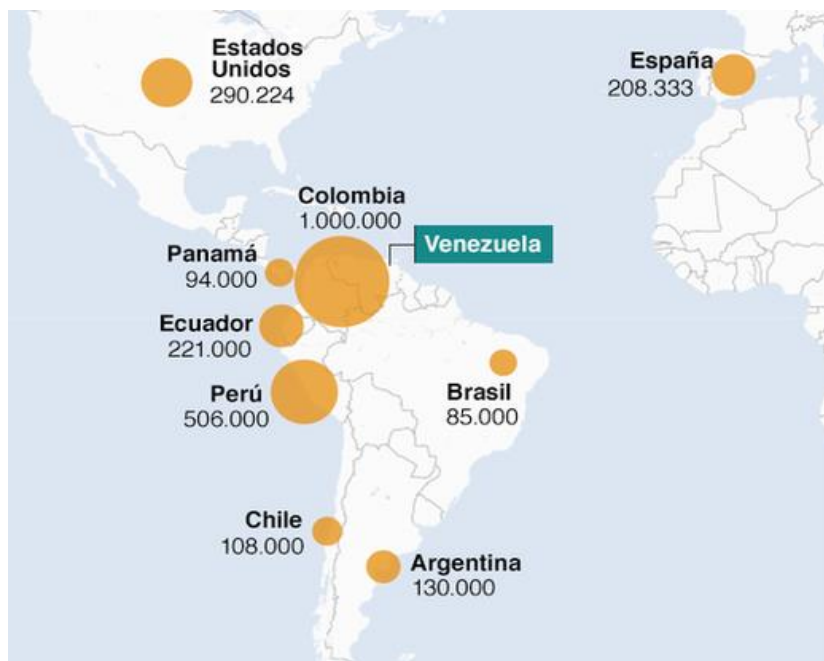 Estados
Unidos
290.224
España
208.333
Colombia
1.000.000
Venezuela
Panamá
94.000
Ecuador
221.000
Perú
506.000
Brasil
85.000
Chile
108.000
Argentina
130.000